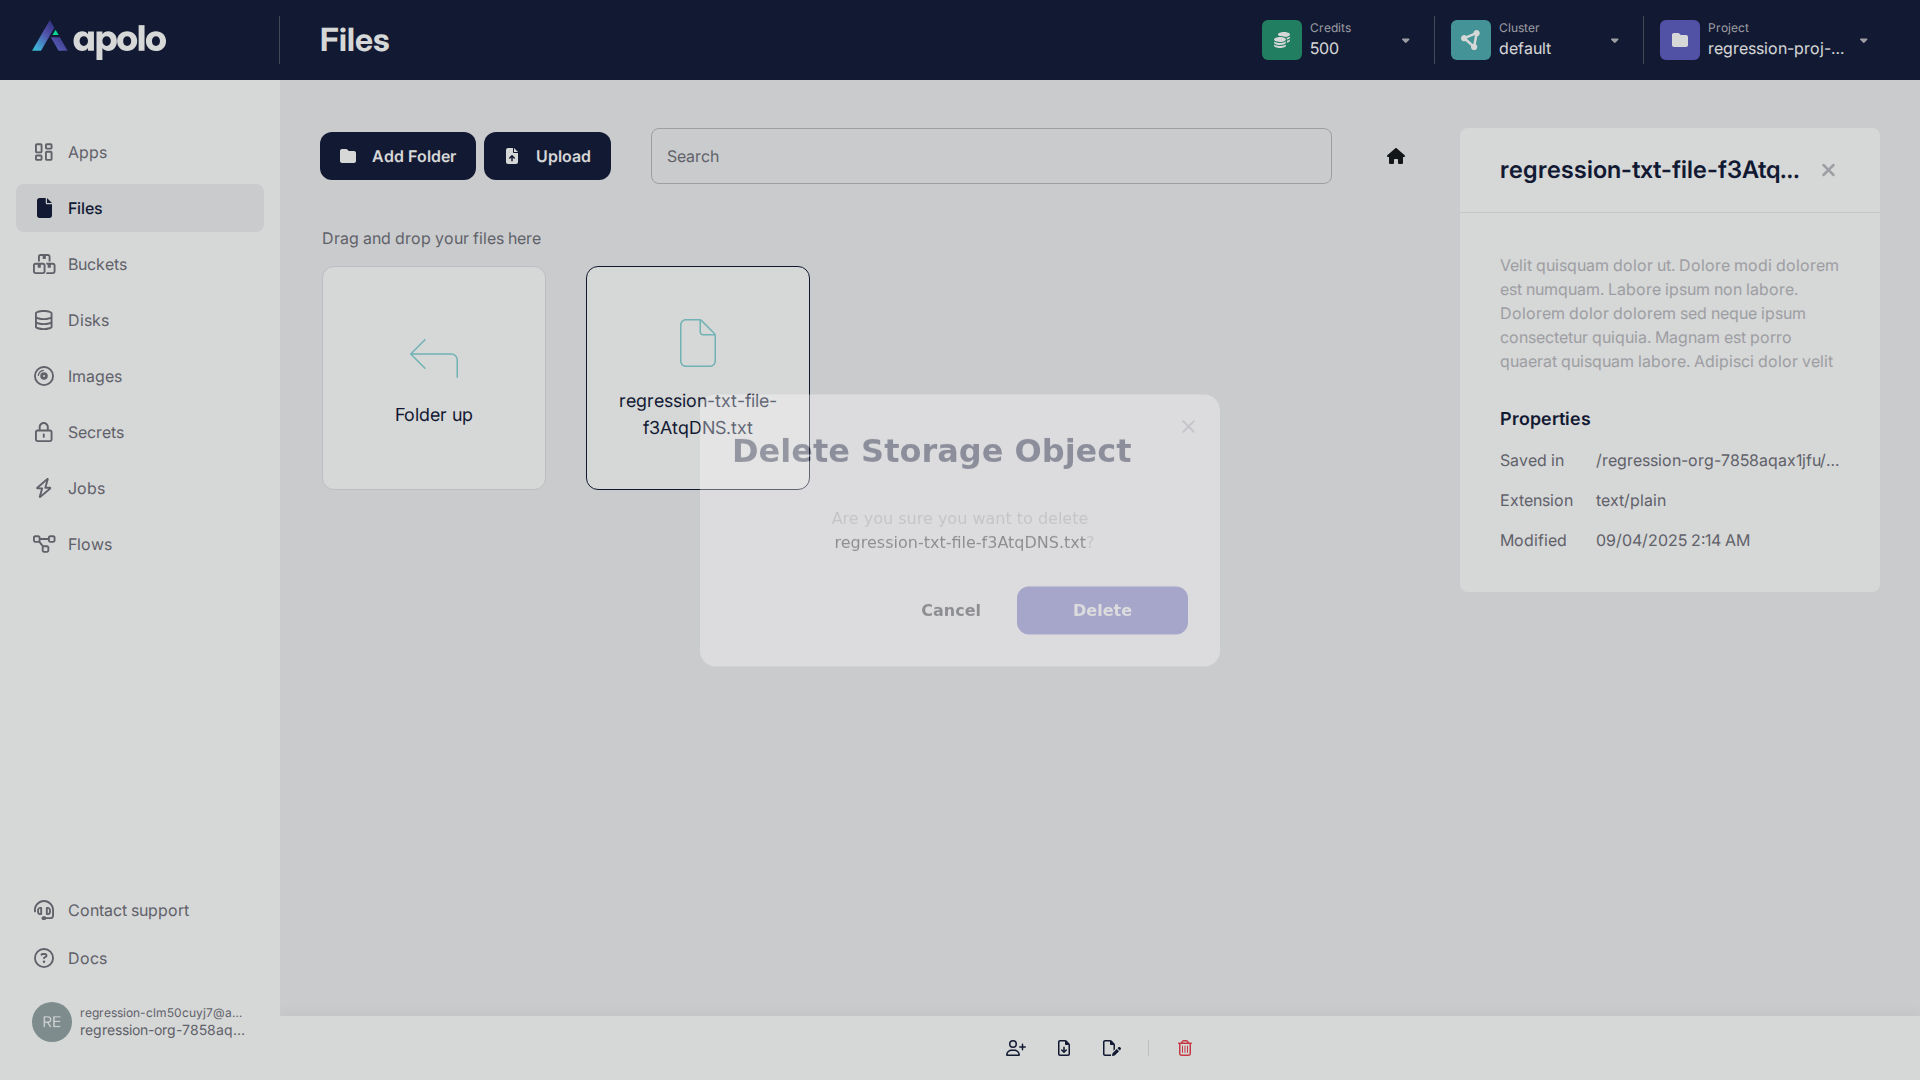 apolo
Files
Credits
500
Cluster
default
Project
regression-proj-...
Apps
Files
Buckets
Disks
Images
Secrets
Jobs
Flows
Contact support
Docs
RE
regression-clm50cuyj7@a...
regression-org-7858aq...
Add Folder
Upload
Search
Drag and drop your files here
Folder up
regression-txt-file-
f3AtqDNS.txt
Delete Storage Object
Are you sure you want to delete
regression-txt-file-f3AtqDNS.txt?
Cancel
Delete
regression-txt-file-f3Atq...
Velit quisquam dolor ut. Dolore modi dolorem
est numquam. Labore ipsum non labore.
Dolorem dolor dolorem sed neque ipsum
consectetur quiquia. Magnam est porro
quaerat quisquam labore. Adipisci dolor velit
Properties
Saved in /regression-org-7858aqax1jfu/...
Extension text/plain
Modified 09/04/2025 2:14 AM